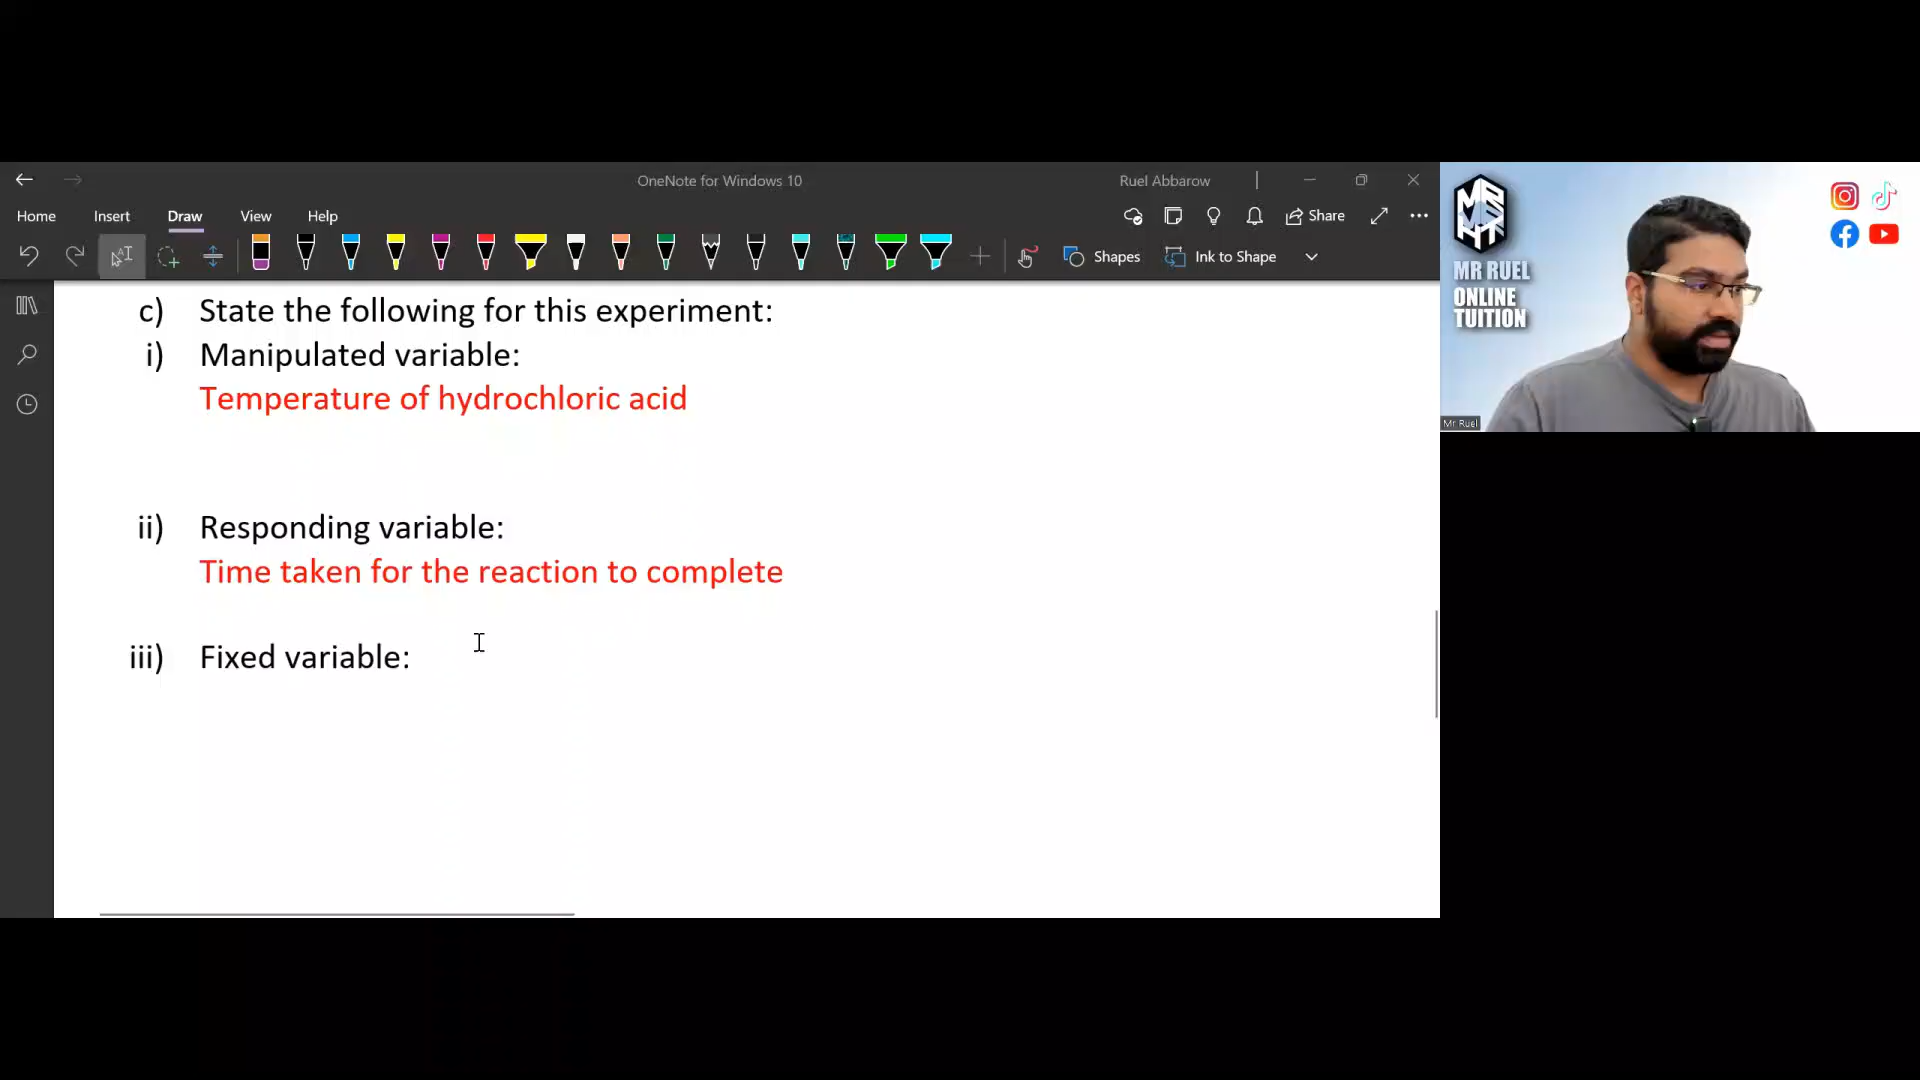 OneNote for Windows 10
Ruel Abbarow
Home Insert Draw View Help
Share
Shapes
Ink to Shape
c) State the following for this experiment:
i) Manipulated variable:
Temperature of hydrochloric acid
ii) Responding variable:
Time taken for the reaction to complete
iii) Fixed variable:
MR RUEL
ONLINE
TUITION
Mr Ruel